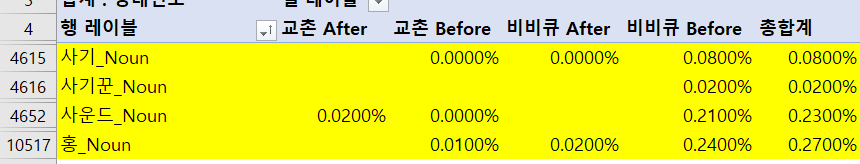 4 행 레이블 교촌 After 교촌 Before 비비큐 After 비비큐 Before 총합계
4615 사기_Noun 0.0000% 0.0000% 0.0800% 0.0800%
4616 사기꾼_Noun 0.0200% 0.0200%
4652 사운드_Noun 0.0200% 0.0000% 0.2100% 0.2300%
10517 홍_Noun 0.0100% 0.0200% 0.2400% 0.2700%